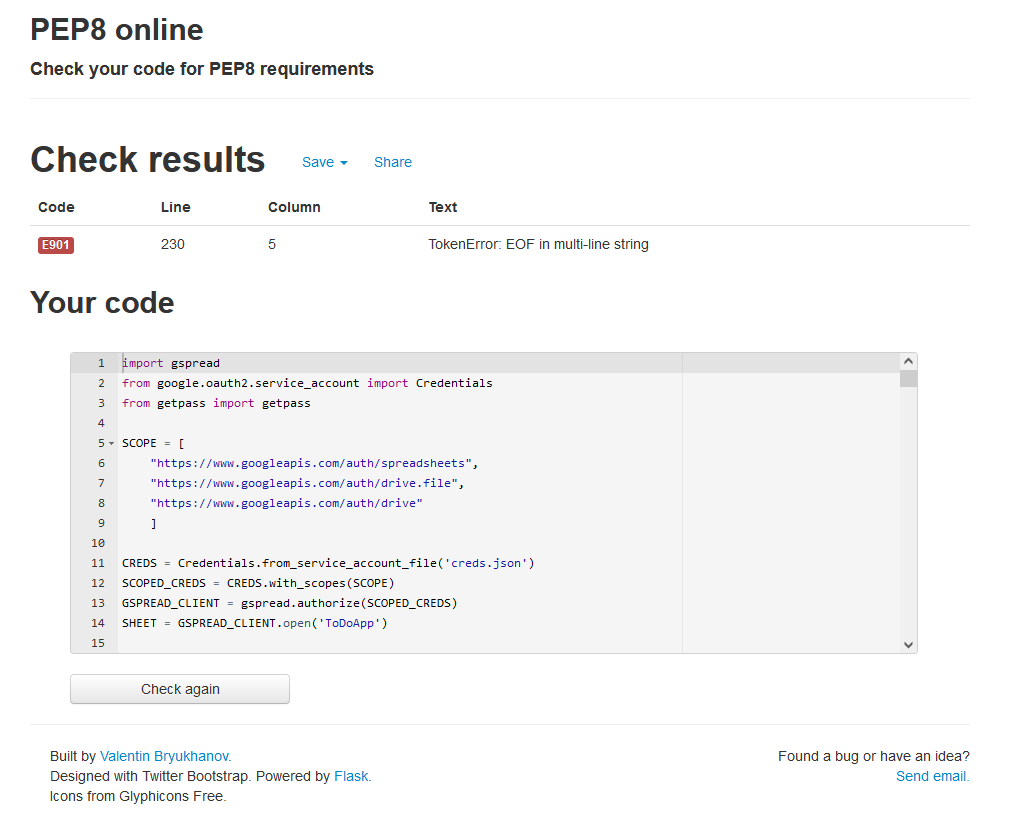 PEP8 online
Check your code for PEP8 requirements
Check results Save Share
Code Line Column Text
E901 230 5 TokenError: EOF in multi-line string
Your code
1 import gspread
2 from google.oauth2.service_account import Credentials
3 from getpass import getpass
4
5 SCOPE = [
6 "https://www.googleapis.com/auth/spreadsheets",
7 "https://www.googleapis.com/auth/drive.file",
8 "https://www.googleapis.com/auth/drive"
9 ]
10
11 CREDS = Credentials.from_service_account_file('creds.json')
12 SCOPED_CREDS = CREDS.with_scopes(SCOPE)
13 GSPREAD_CLIENT = gspread.authorize(SCOPED_CREDS)
14 SHEET = GSPREAD_CLIENT.open('ToDoApp')
15
Check again
Built by Valentin Bryukhanov. Found a bug or have an idea?
Designed with Twitter Bootstrap. Powered by Flask. Send email.
Icons from Glyphicons Free.